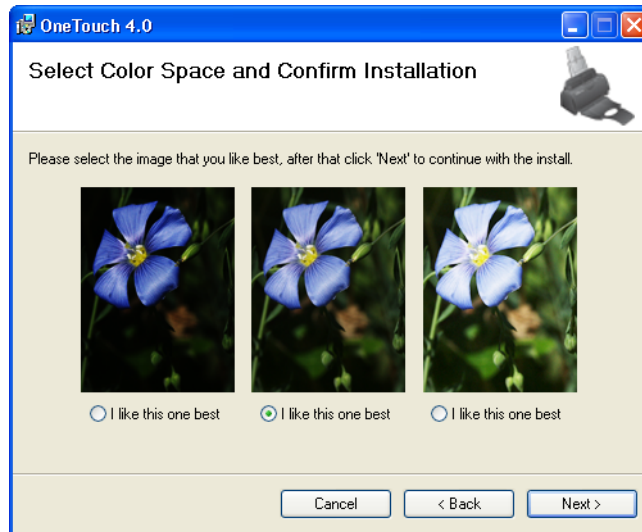 OneTouch 4.0
Select Color Space and Confirm Installation
Please select the image that you like best, after that click 'Next' to continue with the install.
I like this one best I like this one best I like this one best
Cancel < Back Next >